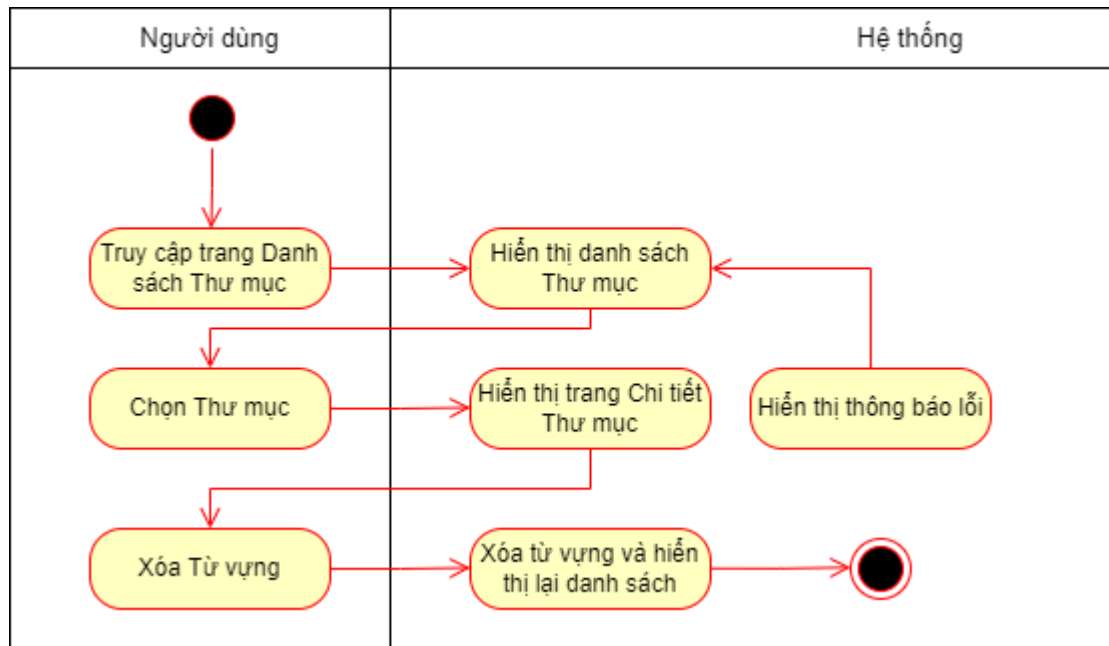 Người dùng
Hệ thống
Truy cập trang Danh
sách Thư mục
Hiển thị danh sách
Thư mục
Chọn Thư mục
Hiển thị trang Chi tiết
Thư mục
Hiển thị thông báo lỗi
Xóa Từ vựng
Xóa từ vựng và hiển
thị lại danh sách